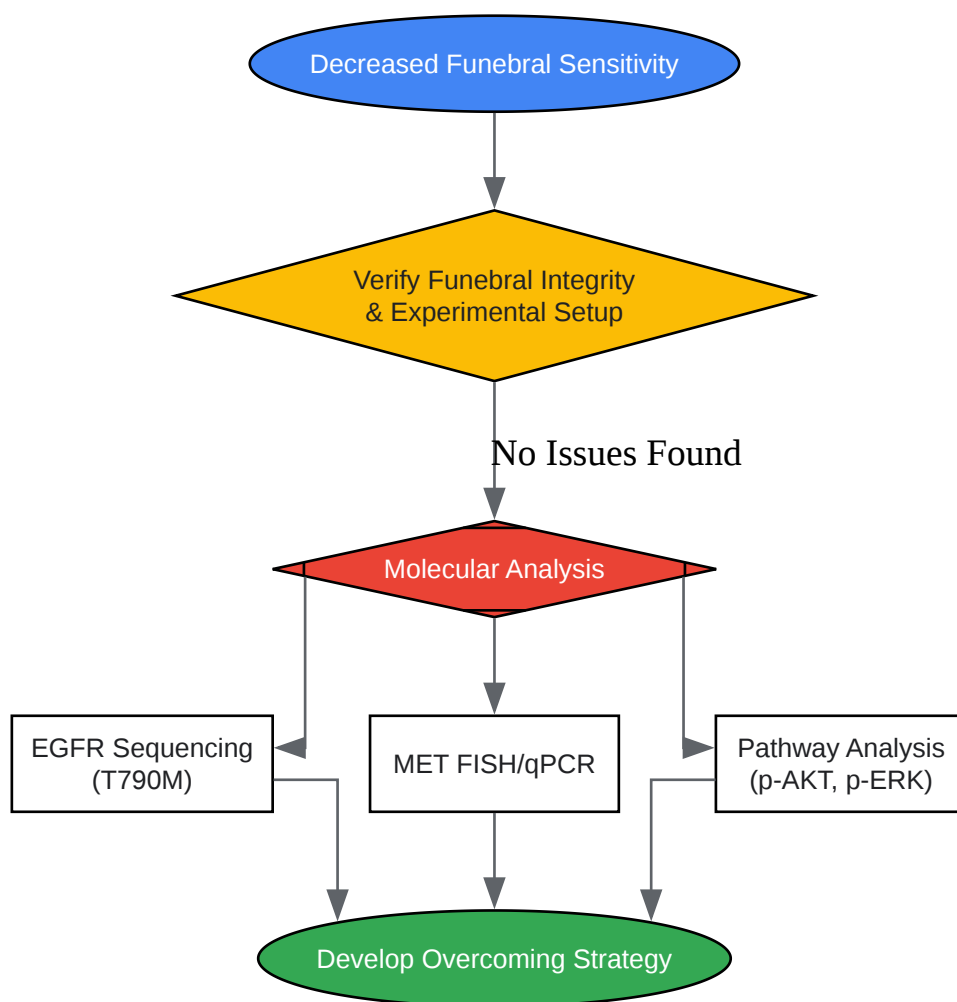 Decreased Funebral Sensitivity
Verify Funebral Integrity
& Experimental Setup
No Issues Found
Molecular Analysis
EGFR Sequencing
(T790M)
MET FISH/qPCR
Pathway Analysis
(p-AKT, p-ERK)
Develop Overcoming Strategy